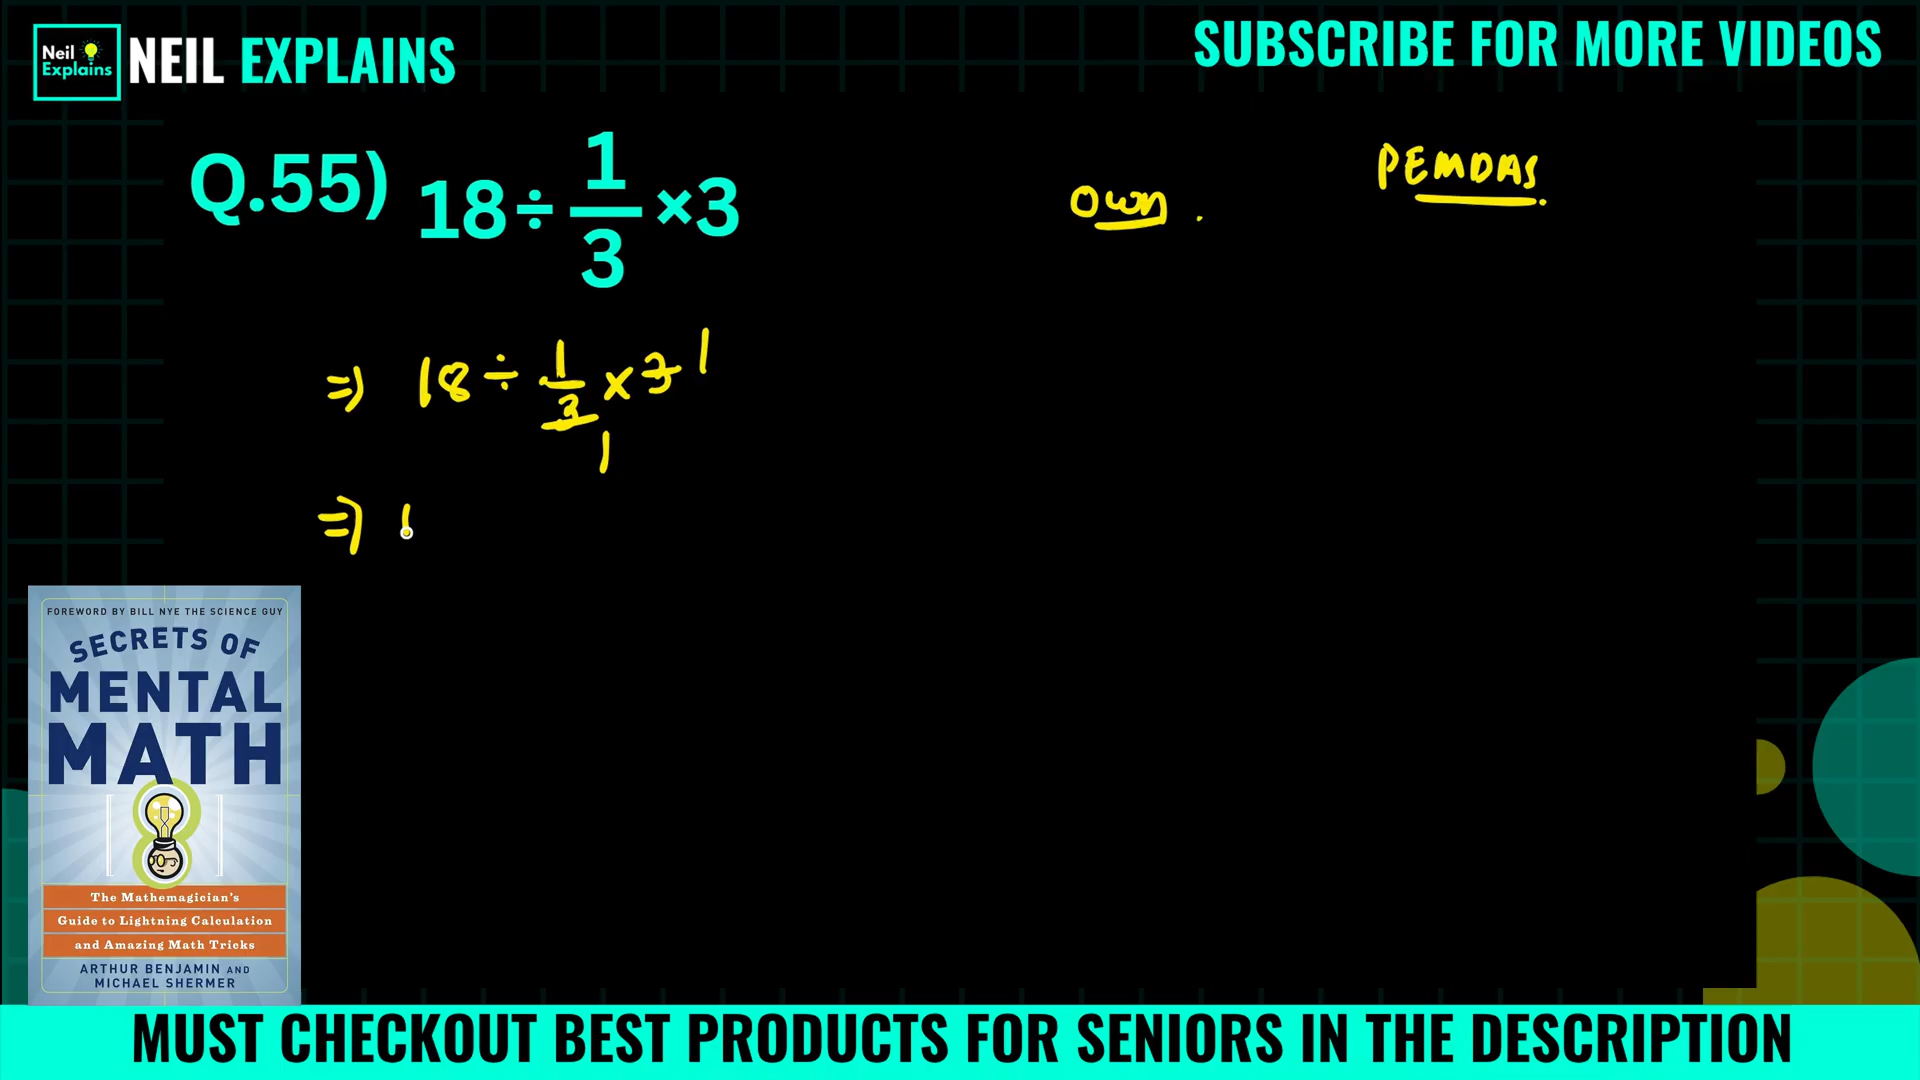 Neil
Explains
NEIL EXPLAINS
SUBSCRIBE FOR MORE VIDEOS
Q.55) 18÷ 1/3 ×3
Own .
PEMDAS.
⇒ 18 ÷ 1/3 × 3 1
1
⇒ 1
FOREWORD BY BILL NYE THE SCIENCE GUY
SECRETS OF
MENTAL
MATH
The Mathemagician's
Guide to Lightning Calculation
and Amazing Math Tricks
ARTHUR BENJAMIN AND
MICHAEL SHERMER
MUST CHECKOUT BEST PRODUCTS FOR SENIORS IN THE DESCRIPTION